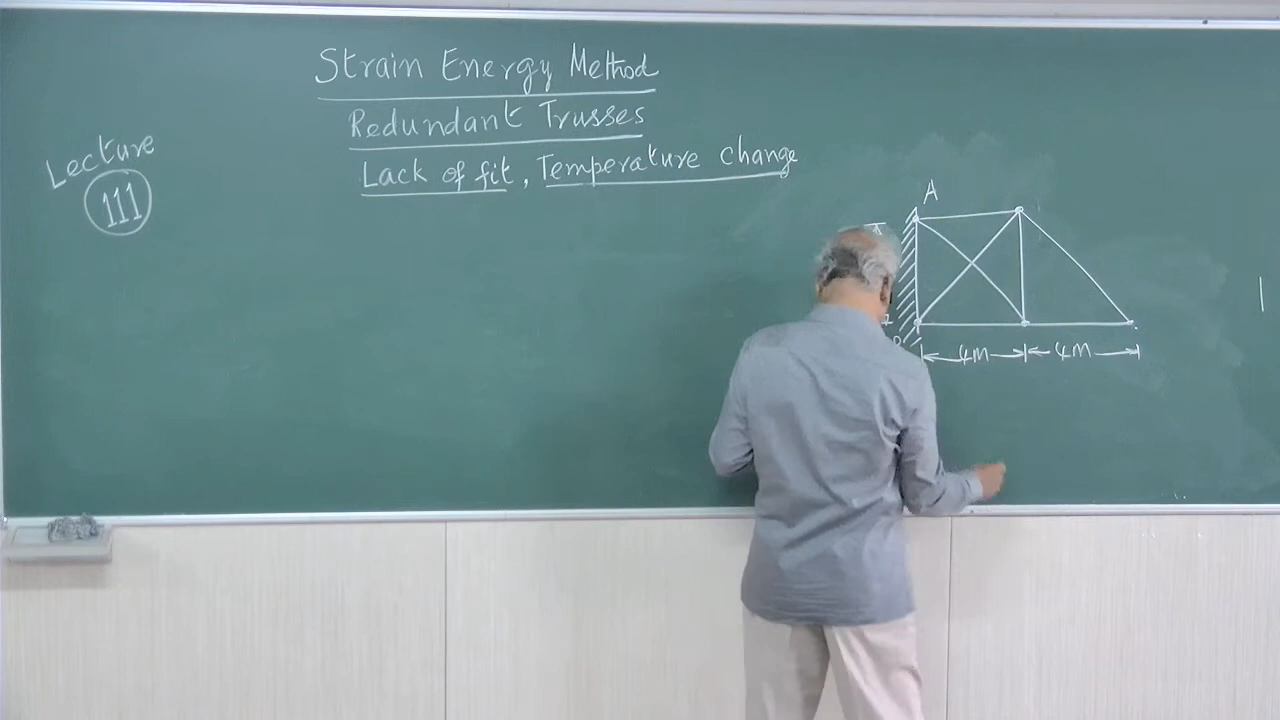 Strain Energy Method
Redundant Trusses
Lecture
111
Lack of fit, Temperature change
A
4m 4m